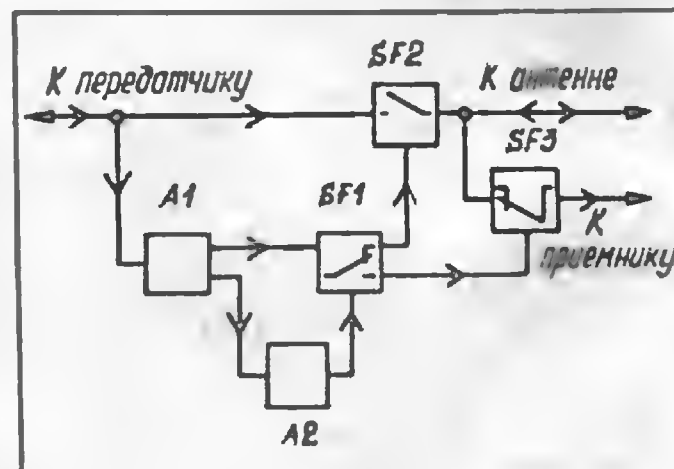 SF2
К передатчику
К антенне
SF3
A1
SF1
К
приемнику
A2